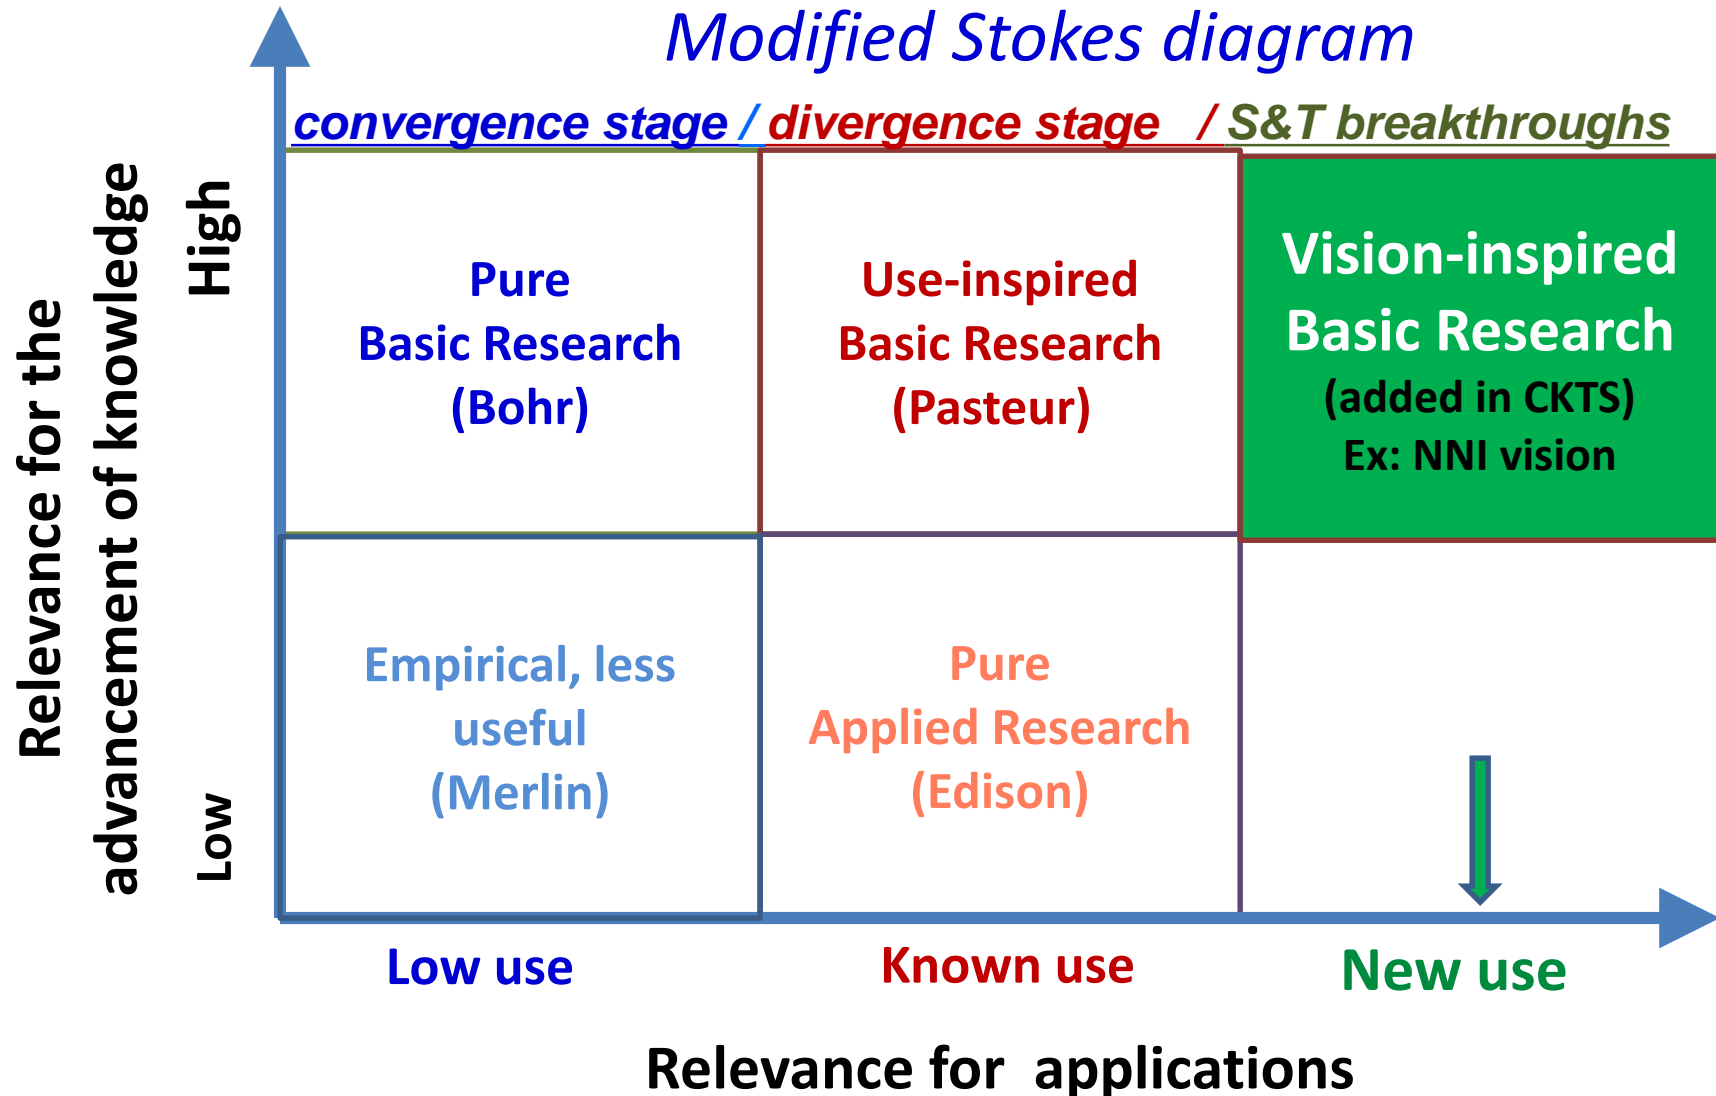 Modified Stokes diagram
convergence stage / divergence stage / S&T breakthroughs
Relevance for the
advancement of knowledge
High
Low
Pure
Basic Research
(Bohr)
Use-inspired
Basic Research
(Pasteur)
Vision-inspired
Basic Research
(added in CKTS)
Ex: NNI vision
Empirical, less
useful
(Merlin)
Pure
Applied Research
(Edison)
Low use
Known use
New use
Relevance for applications